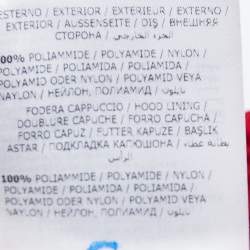 ESTERNO / EXTERIOR / EXTERIEUR / EXTERNO /
EXTERIOR / AUSSENSEITE / DIŞ / ВНЕШНЯЯ
СТОРОНА / الجزء الخارجي
100% POLIAMMIDE / POLYAMIDE / NYLON /
POLYAMIDE / POLIAMIDA / POLIAMIDA /
POLYAMID ODER NYLON / POLYAMID VEYA
NAYLON / НЕЙЛОН, ПОЛИАМИД / نايلون
FODERA CAPPUCCIO / HOOD LINING /
DOUBLURE CAPUCHE / FORRO CAPUCHA /
FORRO CAPUZ / FUTTER KAPUZE / BAŞLIK
ASTAR / ПОДКЛАДКА КАПЮШОНА / بطانة غطاء
الرأس
100% POLIAMMIDE / POLYAMIDE / NYLON /
POLYAMIDE / POLIAMIDA / POLIAMIDA /
POLYAMID ODER NYLON / POLYAMID VEYA
NAYLON / НЕЙЛОН, ПОЛИАМИД / نايلون